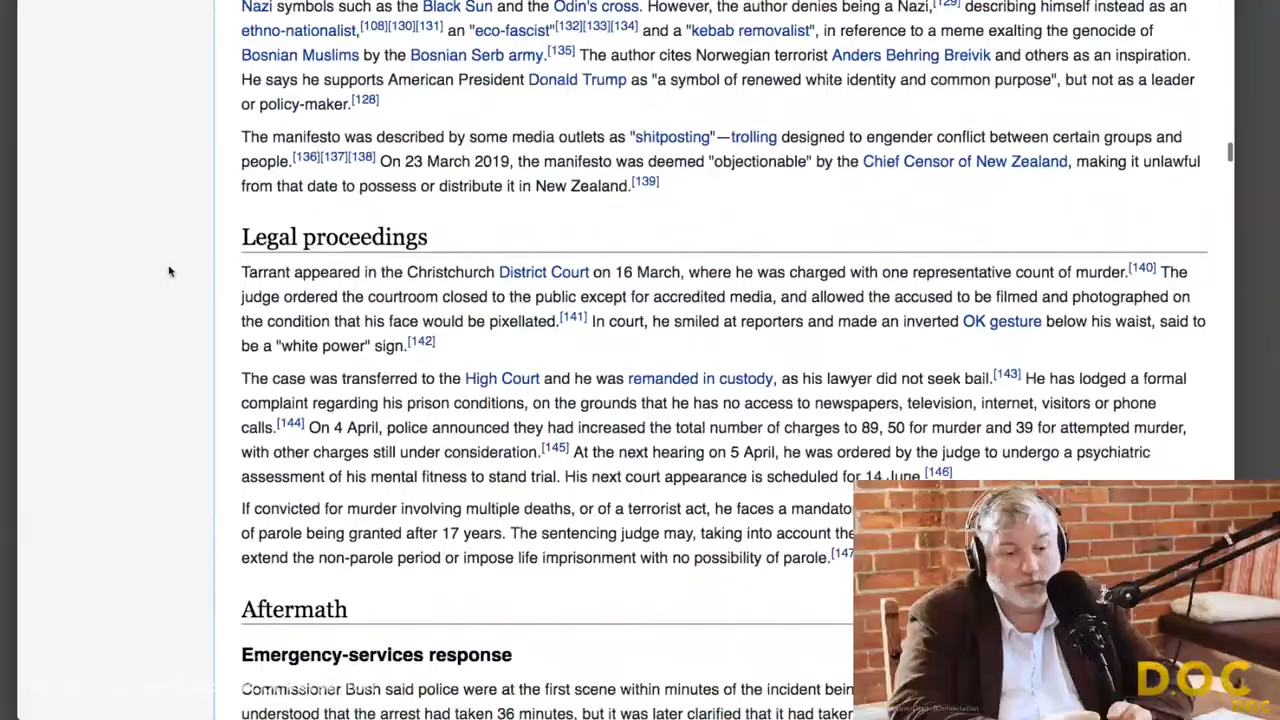 Nazi symbols such as the Black Sun and the Odin's cross. However, the author denies being a Nazi,[129] describing himself instead as an
ethno-nationalist,[108][130][131] an "eco-fascist"[132][133][134] and a "kebab removalist", in reference to a meme exalting the genocide of
Bosnian Muslims by the Bosnian Serb army.[135] The author cites Norwegian terrorist Anders Behring Breivik and others as an inspiration.
He says he supports American President Donald Trump as "a symbol of renewed white identity and common purpose", but not as a leader
or policy-maker.[128]
The manifesto was described by some media outlets as "shitposting"—trolling designed to engender conflict between certain groups and
people.[136][137][138] On 23 March 2019, the manifesto was deemed "objectionable" by the Chief Censor of New Zealand, making it unlawful
from that date to possess or distribute it in New Zealand.[139]
Legal proceedings
Tarrant appeared in the Christchurch District Court on 16 March, where he was charged with one representative count of murder.[140] The
judge ordered the courtroom closed to the public except for accredited media, and allowed the accused to be filmed and photographed on
the condition that his face would be pixellated.[141] In court, he smiled at reporters and made an inverted OK gesture below his waist, said to
be a "white power" sign.[142]
The case was transferred to the High Court and he was remanded in custody, as his lawyer did not seek bail.[143] He has lodged a formal
complaint regarding his prison conditions, on the grounds that he has no access to newspapers, television, internet, visitors or phone
calls.[144] On 4 April, police announced they had increased the total number of charges to 89, 50 for murder and 39 for attempted murder,
with other charges still under consideration.[145] At the next hearing on 5 April, he was ordered by the judge to undergo a psychiatric
assessment of his mental fitness to stand trial. His next court appearance is scheduled for 14 June.[146]
If convicted for murder involving multiple deaths, or of a terrorist act, he faces a mandato
of parole being granted after 17 years. The sentencing judge may, taking into account the
extend the non-parole period or impose life imprisonment with no possibility of parole.[147
Aftermath
Emergency-services response
Commissioner Bush said police were at the first scene within minutes of the incident bein
understood that the arrest had taken 36 minutes, but it was later clarified that it had taker
D.O.C